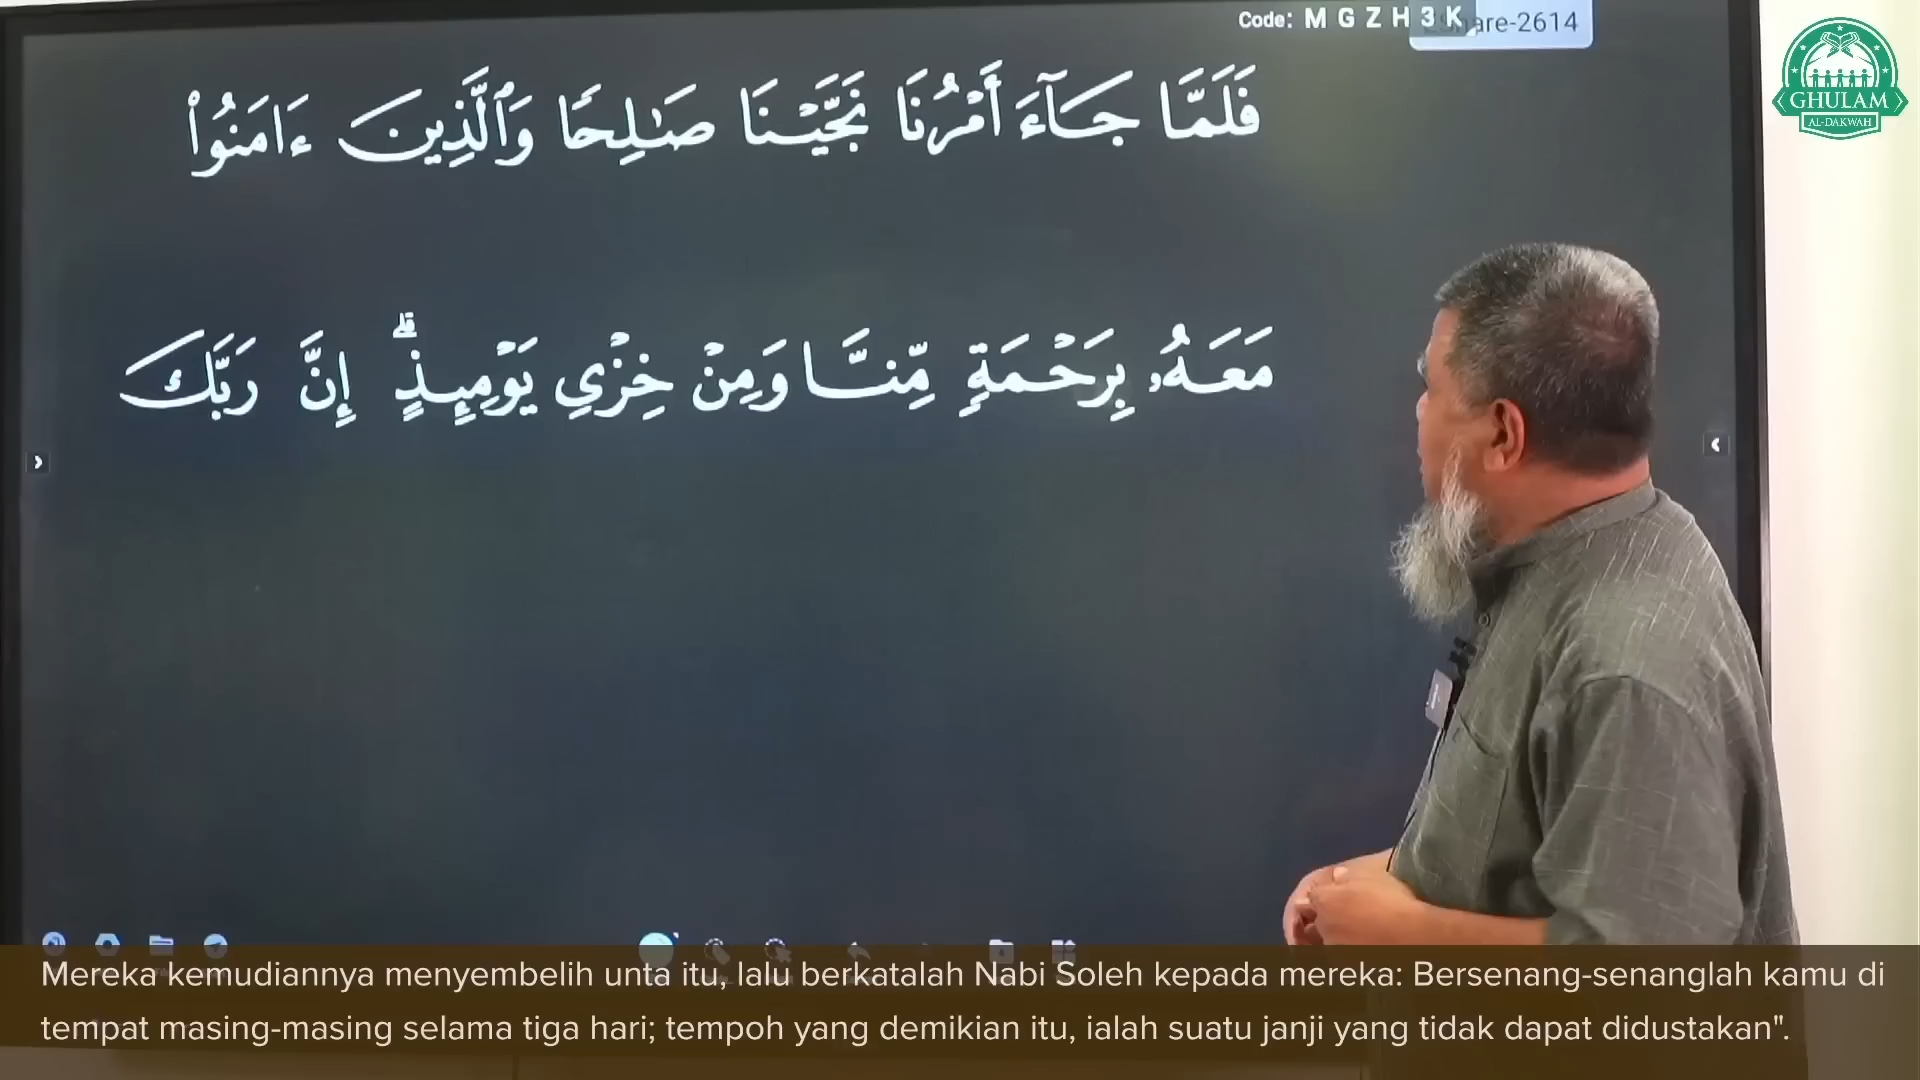 Code: M G Z H 3 K
are-2614
GHULAM
AL-DAKWAH
فَلَمَّا جَآءَ أَمْرُنَا نَجَّيْنَا صَـٰلِحًا وَٱلَّذِينَ ءَامَنُوا۟
مَعَهُۥ بِرَحْمَةٍ مِّنَّا وَمِنْ خِزْىِ يَوْمِئِذٍ ۗ إِنَّ رَبَّكَ
Mereka kemudiannya menyembelih unta itu, lalu berkatalah Nabi Soleh kepada mereka: Bersenang-senanglah kamu di
tempat masing-masing selama tiga hari; tempoh yang demikian itu, ialah suatu janji yang tidak dapat didustakan".